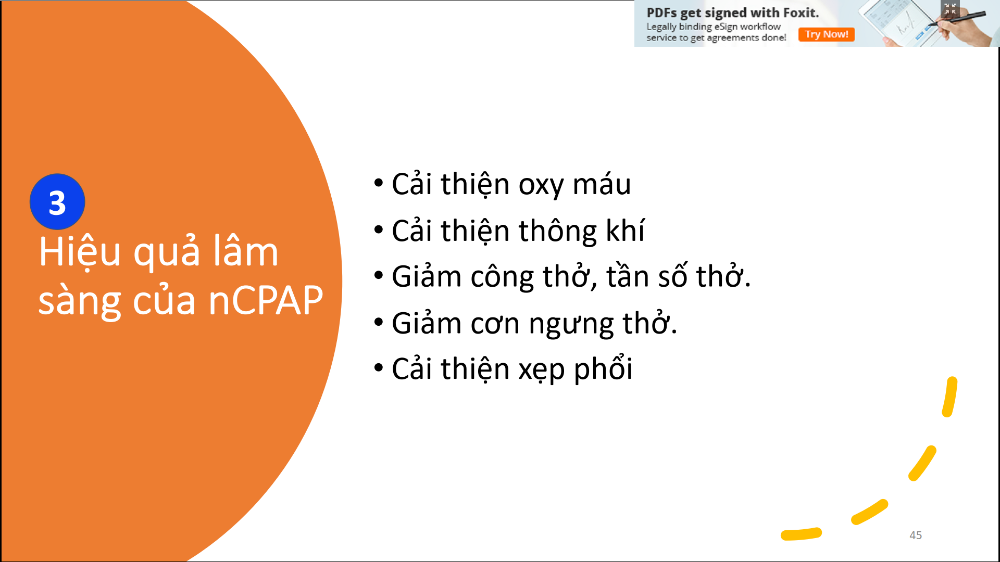 PDFs get signed with Foxit.
Legally binding eSign workflow
service to get agreements done!
Try Now!
3
Hiệu quả lâm
sàng của nCPAP
• Cải thiện oxy máu
• Cải thiện thông khí
• Giảm công thở, tần số thở.
• Giảm cơn ngưng thở.
• Cải thiện xẹp phổi
45